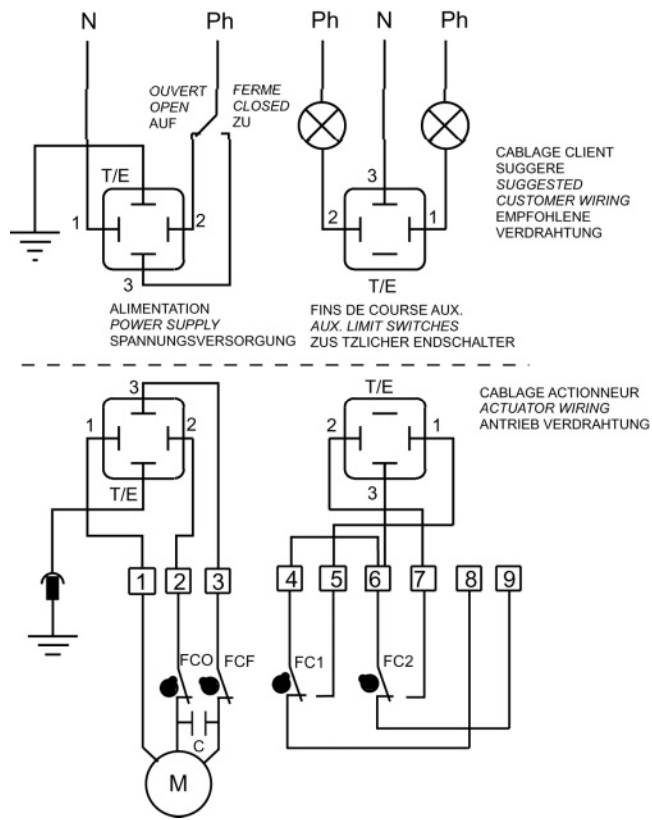 N
Ph
Ph
N
Ph
OUVERT
OPEN
AUF
FERME
CLOSED
ZU
T/E
1
2
3
3
2
1
T/E
CABLAGE CLIENT
SUGGERE
SUGGESTED
CUSTOMER WIRING
EMPFOHLENE
VERDRAHTUNG
ALIMENTATION
POWER SUPPLY
SPANNUNGSVERSORGUNG
FINS DE COURSE AUX.
AUX. LIMIT SWITCHES
ZUS TZLICHER ENDSCHALTER
3
1
2
T/E
T/E
2
1
3
CABLAGE ACTIONNEUR
ACTUATOR WIRING
ANTRIEB VERDRAHTUNG
1
2
3
4
5
6
7
8
9
FCO
FCF
FC1
FC2
C
M